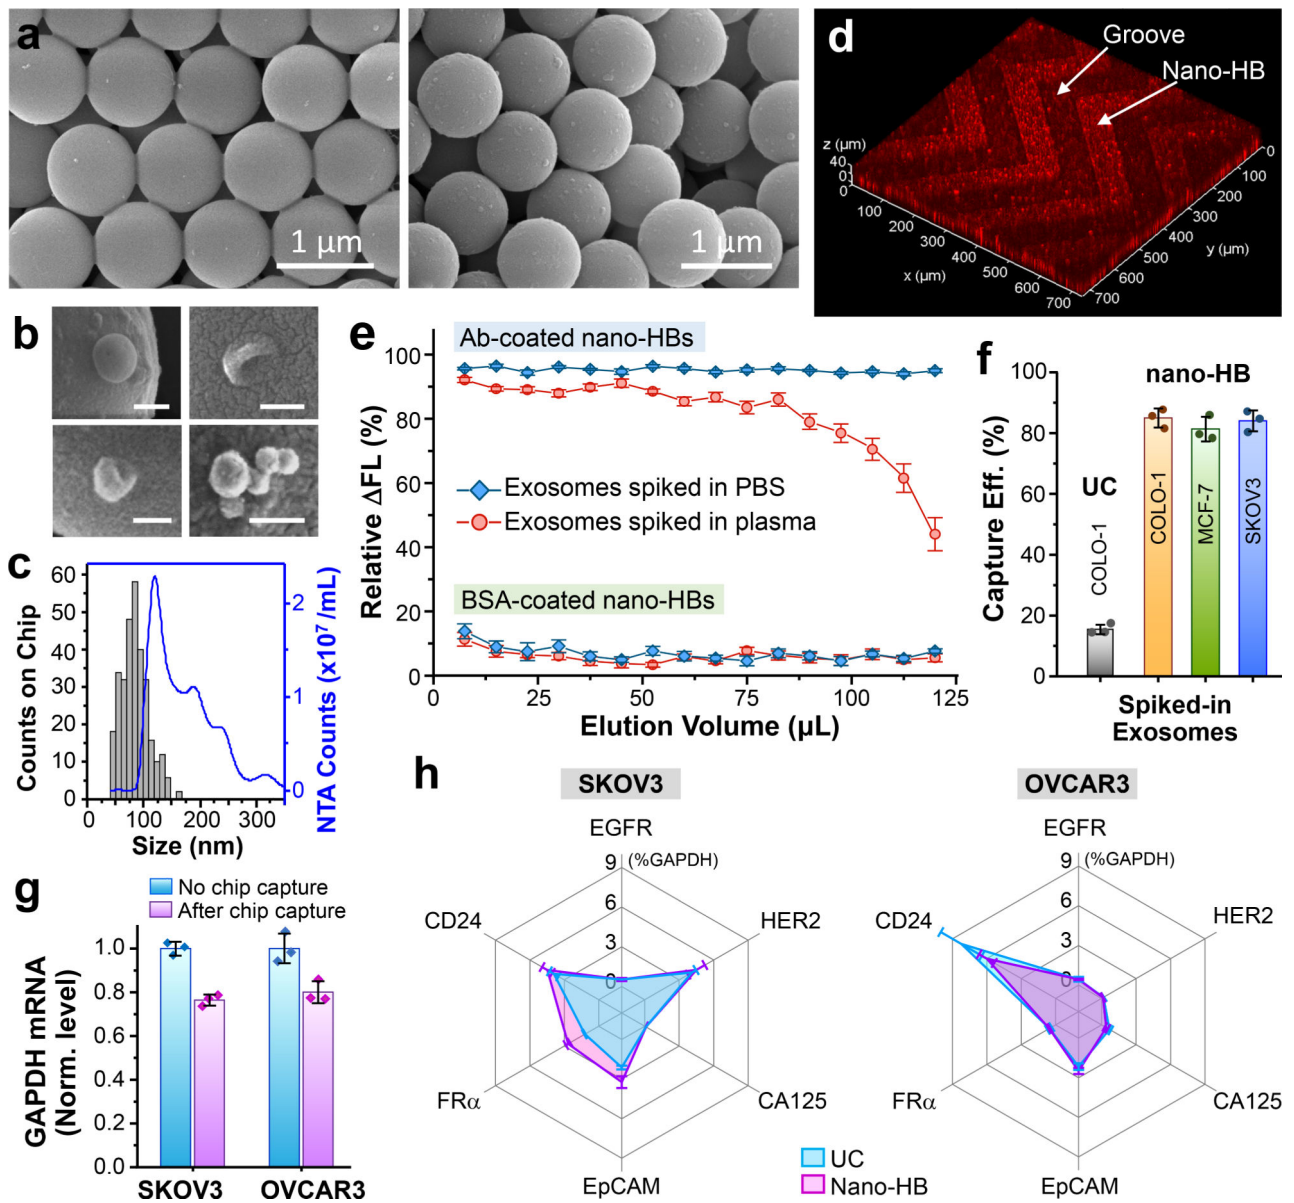 a
1 µm
1 µm
d
Groove
Nano-HB
z (µm)
40
0
0
100
200
300
400
500
600
700
x (µm)
0
100
200
300
400
500
600
700
y (µm)
b
c
Counts on Chip
60
50
40
30
20
10
0
0
100
200
300
Size (nm)
2
1
0
NTA Counts (x10⁷/mL)
e
Ab-coated nano-HBs
Relative ΔFL (%)
100
80
60
40
20
0
Exosomes spiked in PBS
Exosomes spiked in plasma
BSA-coated nano-HBs
0
25
50
75
100
125
Elution Volume (µL)
f
Capture Eff. (%)
100
80
60
40
20
0
nano-HB
UC
COLO-1
COLO-1
MCF-7
SKOV3
Spiked-in
Exosomes
g
No chip capture
After chip capture
GAPDH mRNA
(Norm. level)
1.0
0.8
0.6
0.4
0.2
0.0
SKOV3
OVCAR3
h
SKOV3
EGFR
9
(%GAPDH)
6
3
0
CD24
HER2
FRα
CA125
EpCAM
OVCAR3
EGFR
9
(%GAPDH)
6
3
0
CD24
HER2
FRα
CA125
EpCAM
UC
Nano-HB